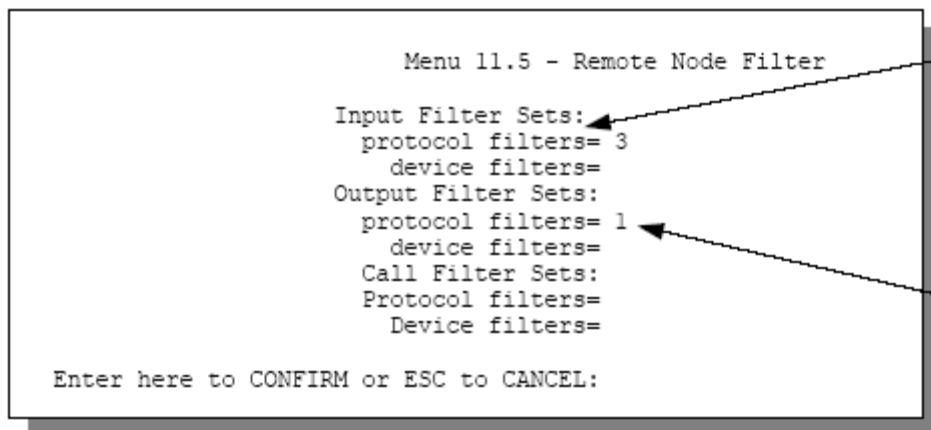 Menu 11.5 - Remote Node Filter
Input Filter Sets:
protocol filters= 3
device filters=
Output Filter Sets:
protocol filters= 1
device filters=
Call Filter Sets:
Protocol filters=
Device filters=
Enter here to CONFIRM or ESC to CANCEL: